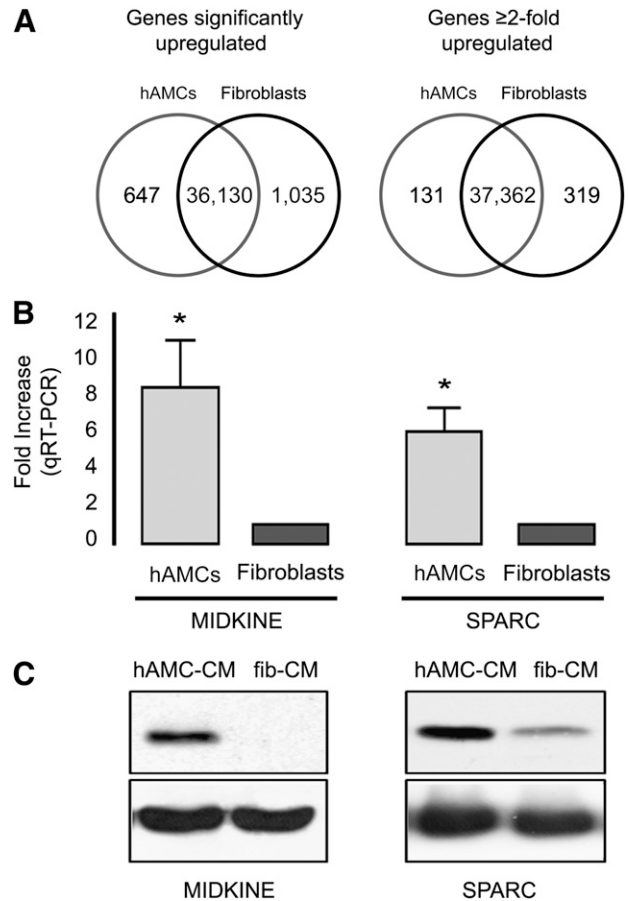 A
Genes significantly
upregulated
Genes ≥2-fold
upregulated
hAMCs Fibroblasts
hAMCs Fibroblasts
647 36,130 1,035
131 37,362 319
B
Fold Increase
(qRT-PCR)
12
10
8
6
4
2
0
*
*
hAMCs Fibroblasts
hAMCs Fibroblasts
MIDKINE
SPARC
C
hAMC-CM fib-CM
hAMC-CM fib-CM
MIDKINE
SPARC